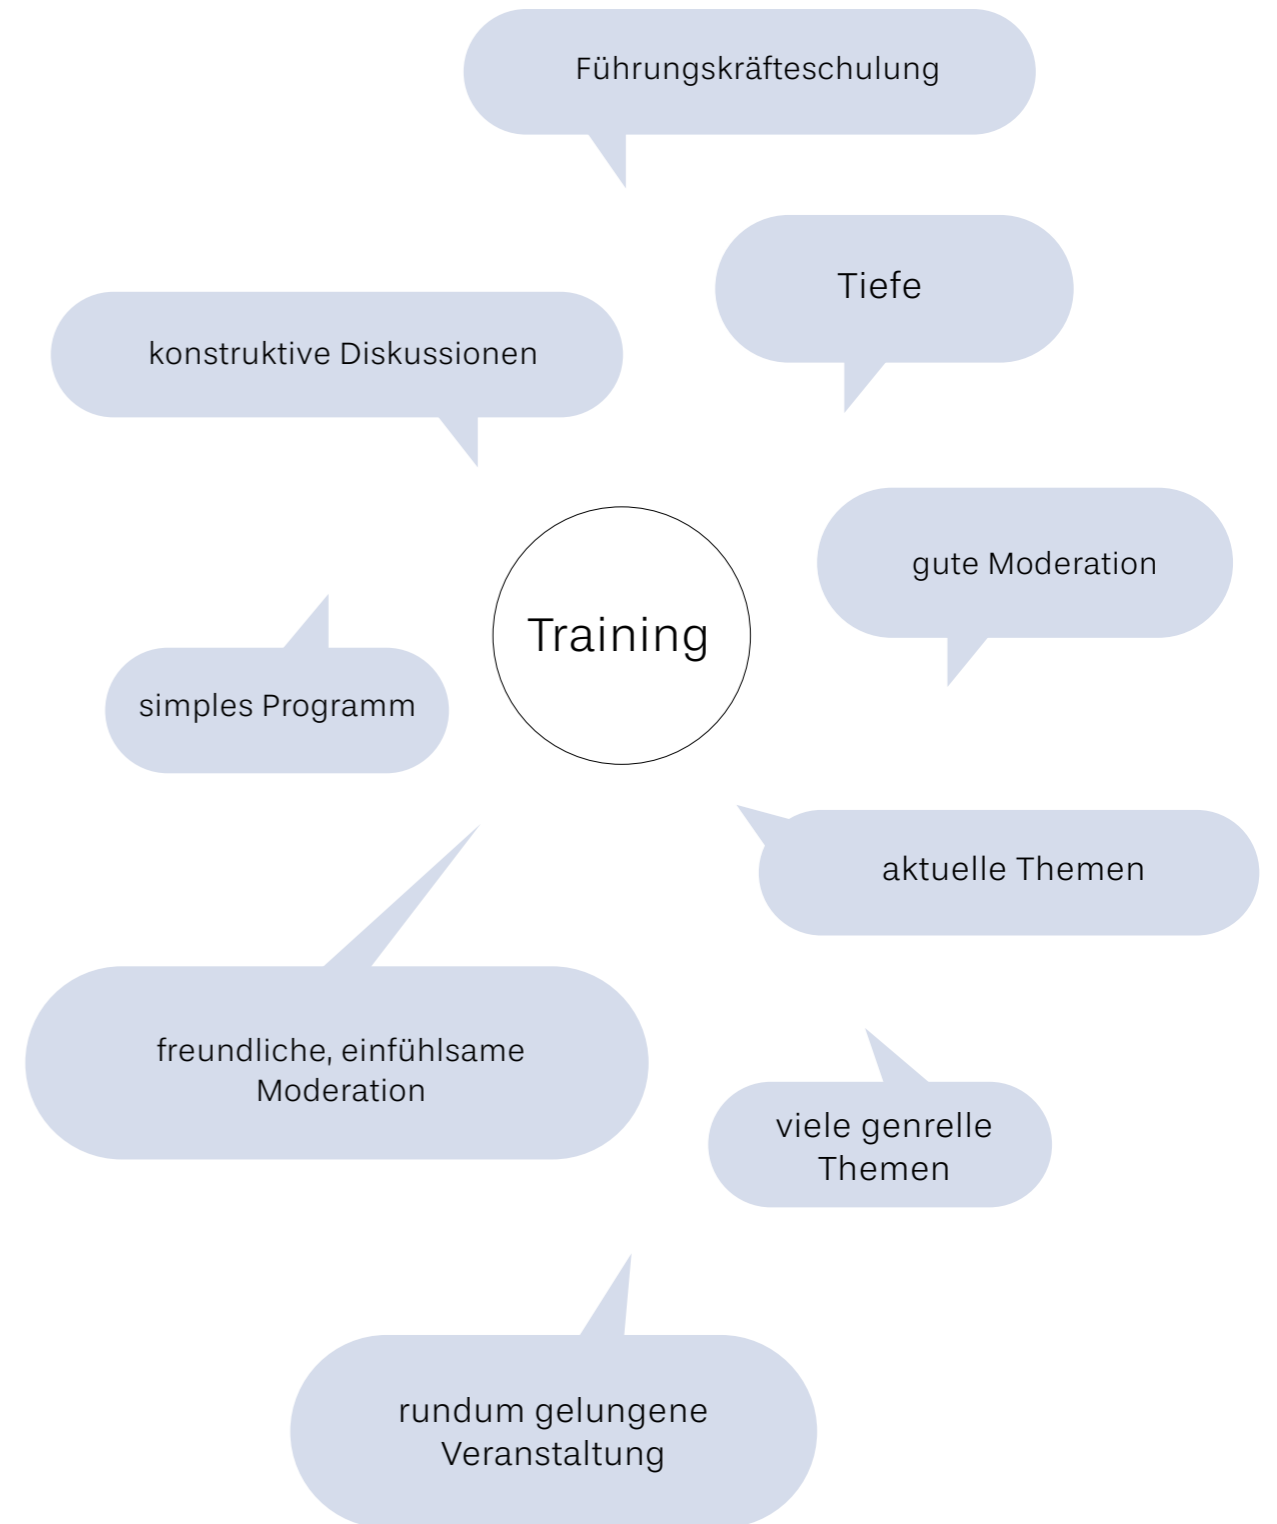 Führungskräfteschulung
Tiefe
konstruktive Diskussionen
gute Moderation
Training
simples Programm
aktuelle Themen
freundliche, einfühlsame
Moderation
viele genrelle
Themen
rundum gelungene
Veranstaltung